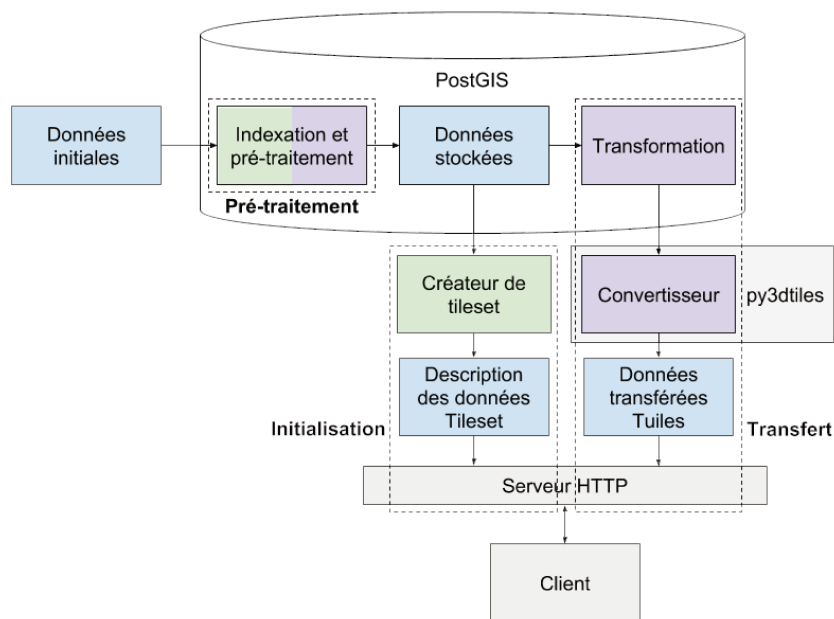 PostGIS
Données
initiales
Indexation et
pré-traitement
Données
stockées
Transformation
Pré-traitement
Créateur de
tileset
Convertisseur
py3dtiles
Description
des données
Tileset
Données
transférées
Tuiles
Initialisation
Transfert
Serveur HTTP
Client